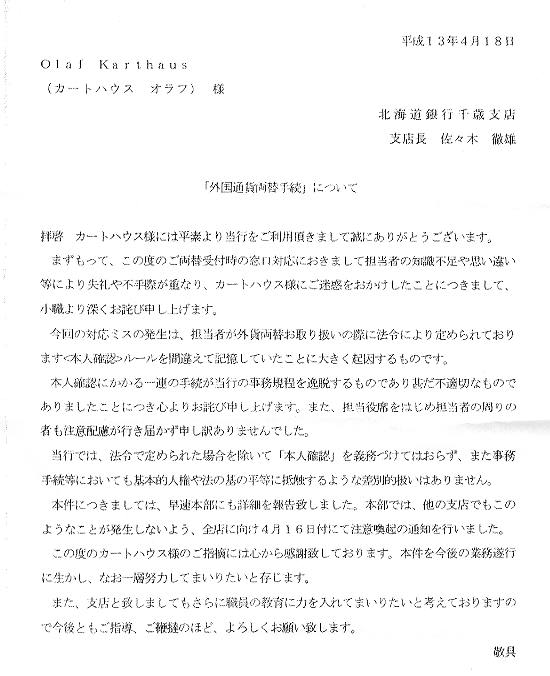 平成13年4月18日
Olaf Karthaus
（カートハウス オラフ） 様
北海道銀行千歳支店
支店長 佐々木 徹雄
「外国通貨両替手続」について
拝啓 カートハウス様には平素より当行をご利用頂きまして誠にありがとうございます。
まずもって、この度のご両替受付時の窓口対応におきまして担当者の知識不足や思い違い
等により失礼や不手際が重なり、カートハウス様にご迷惑をおかけしたことにつきまして、
小職より深くお詫び申し上げます。
今回の対応ミスの発生は、担当者が外貨両替お取り扱いの際に法令により定められており
ます<本人確認>ルールを間違えて記憶していたことに大きく起因するものです。
本人確認にかかる一連の手続が当行の事務規程を逸脱するものであり甚だ不適切なもので
ありましたことにつき心よりお詫び申し上げます。また、担当役席をはじめ担当者の周りの
者も注意配慮が行き届かず申し訳ありませんでした。
当行では、法令で定められた場合を除いて「本人確認」を義務づけてはおらず、また事務
手続等においても基本的人権や法の基の平等に抵触するような差別的扱いはありません。
本件につきましては、早速本部にも詳細を報告致しました。本部では、他の支店でもこの
ようなことが発生しないよう、全店に向け4月16日付にて注意喚起の通知を行いました。
この度のカートハウス様のご指摘には心から感謝致しております。本件を今後の業務遂行
に生かし、なお一層努力してまいりたいと存じます。
また、支店と致しましてもさらに職員の教育に力を入れてまいりたいと考えておりますの
で今後ともご指導、ご鞭撻のほど、よろしくお願い致します。
敬具